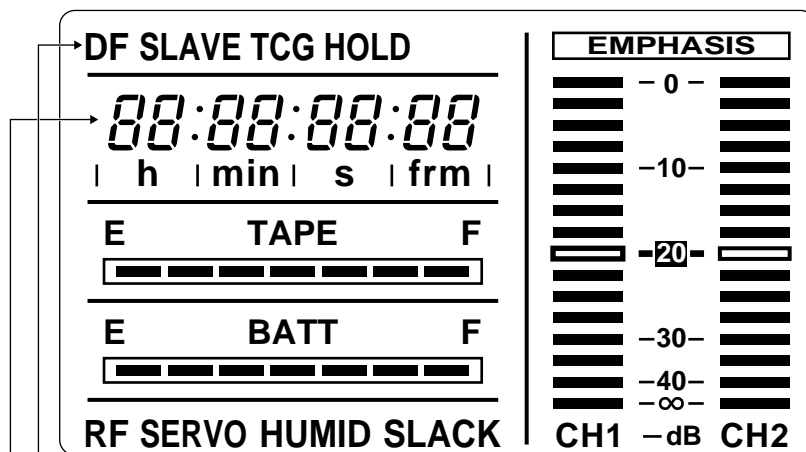 DF SLAVE TCG HOLD
88:88:88:88
h min s frm
E TAPE F
E BATT F
RF SERVO HUMID SLACK
EMPHASIS
0
-10-
-20-
-30-
-40-
-∞-
CH1 -dB CH2